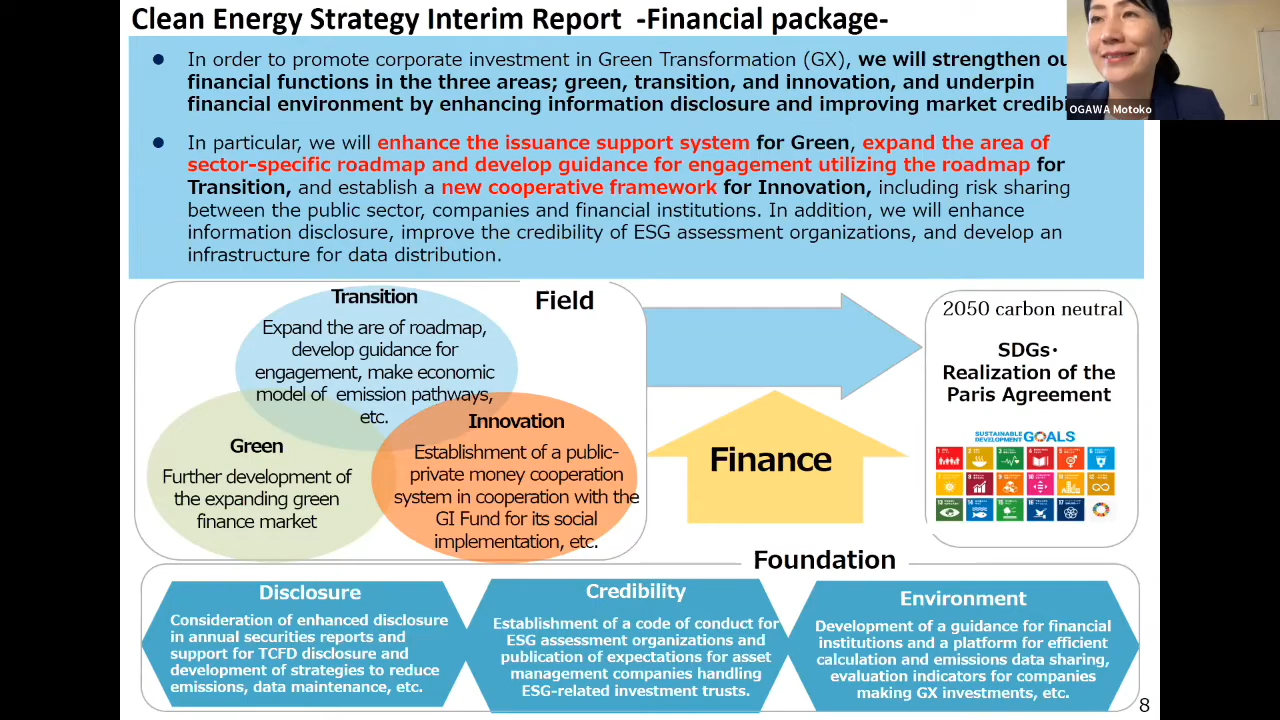 Clean Energy Strategy Interim Report -Financial package-
● In order to promote corporate investment in Green Transformation (GX), we will strengthen
financial functions in the three areas; green, transition, and innovation, and underpin
financial environment by enhancing information disclosure and improving market
OGAWA Motoko
● In particular, we will enhance the issuance support system for Green, expand the area of
sector-specific roadmap and develop guidance for engagement utilizing the roadmap for
Transition, and establish a new cooperative framework for Innovation, including risk sharing
between the public sector, companies and financial institutions. In addition, we will enhance
information disclosure, improve the credibility of ESG assessment organizations, and develop an
infrastructure for data distribution.
Field
Transition
Expand the are of roadmap,
develop guidance for
engagement, make economic
model of emission pathways,
etc.
Green
Further development of
the expanding green
finance market
Innovation
Establishment of a public-
private money cooperation
system in cooperation with the
GI Fund for its social
implementation, etc.
Finance
2050 carbon neutral
SDGs・
Realization of the
Paris Agreement
SUSTAINABLE
DEVELOPMENT GOALS
Foundation
Disclosure
Consideration of enhanced disclosure
in annual securities reports and
support for TCFD disclosure and
development of strategies to reduce
emissions, data maintenance, etc.
Credibility
Establishment of a code of conduct for
ESG assessment organizations and
publication of expectations for asset
management companies handling
ESG-related investment trusts.
Environment
Development of a guidance for financial
institutions and a platform for efficient
calculation and emissions data sharing,
evaluation indicators for companies
making GX investments, etc.
8